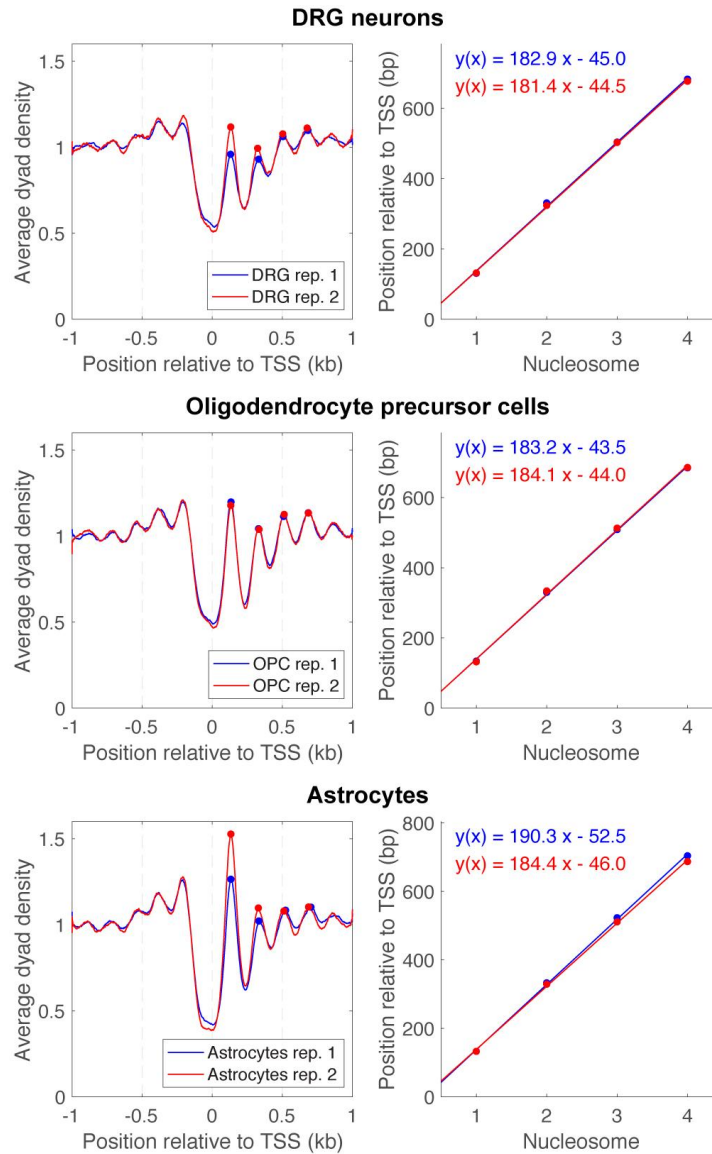 DRG neurons
1.5
1
0.5
0
-1
-0.5
0
0.5
1
Average dyad density
Position relative to TSS (kb)
DRG rep. 1
DRG rep. 2
y(x) = 182.9 x - 45.0
y(x) = 181.4 x - 44.5
600
400
200
0
1
2
3
4
Position relative to TSS (bp)
Nucleosome
Oligodendrocyte precursor cells
1.5
1
0.5
0
-1
-0.5
0
0.5
1
Average dyad density
Position relative to TSS (kb)
OPC rep. 1
OPC rep. 2
y(x) = 183.2 x - 43.5
y(x) = 184.1 x - 44.0
600
400
200
0
1
2
3
4
Position relative to TSS (bp)
Nucleosome
Astrocytes
1.5
1
0.5
0
-1
-0.5
0
0.5
1
Average dyad density
Position relative to TSS (kb)
Astrocytes rep. 1
Astrocytes rep. 2
y(x) = 190.3 x - 52.5
y(x) = 184.4 x - 46.0
800
600
400
200
0
1
2
3
4
Position relative to TSS (bp)
Nucleosome